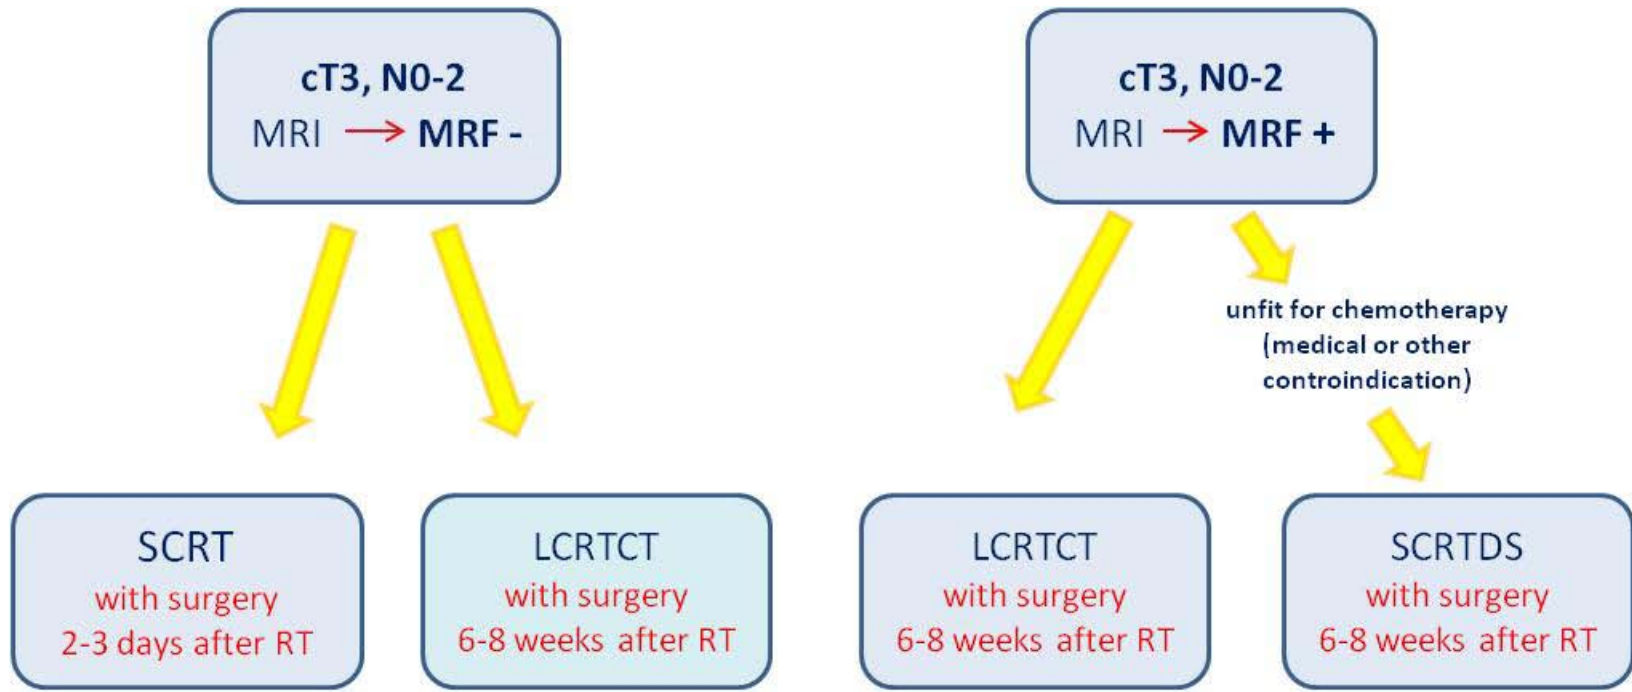 cT3, N0-2
MRI → MRF -
cT3, N0-2
MRI → MRF +
unfit for chemotherapy
(medical or other
controindication)
SCRT
with surgery
2-3 days after RT
LCRTCT
with surgery
6-8 weeks after RT
LCRTCT
with surgery
6-8 weeks after RT
SCRTDS
with surgery
6-8 weeks after RT